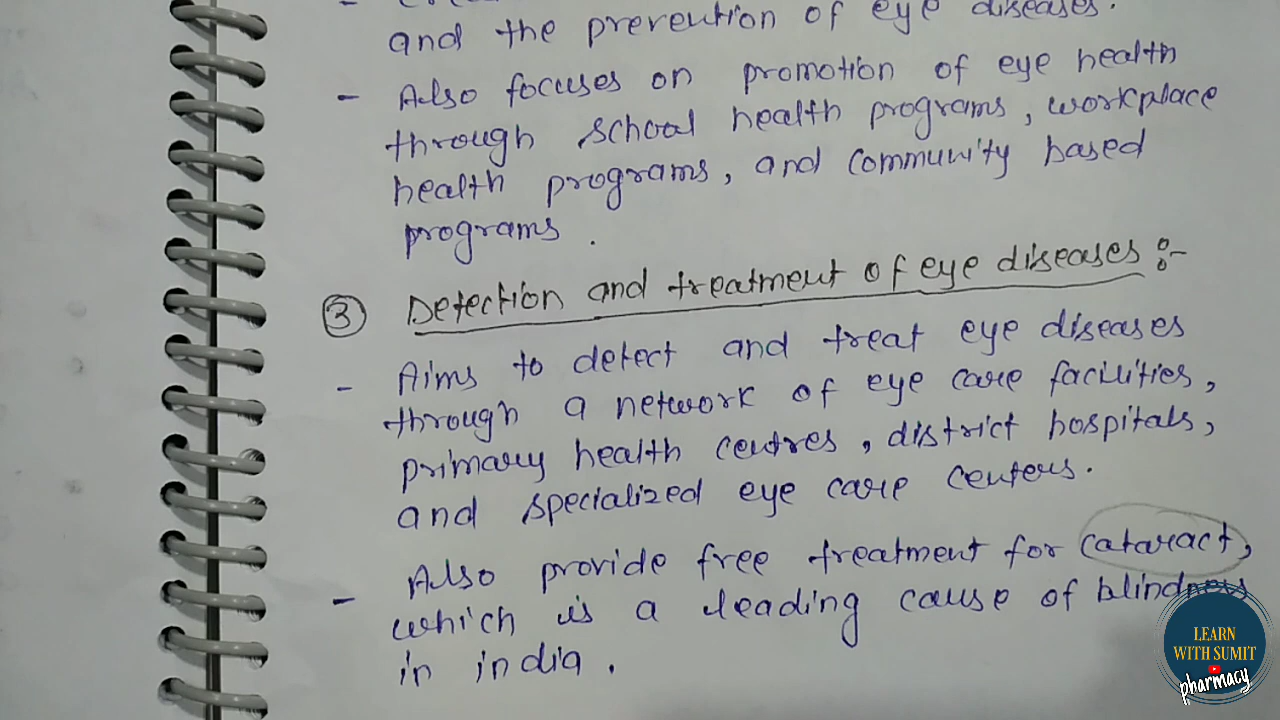 and the prevention of eye diseases.
- Also focuses on promotion of eye health
through school health programs, workplace
health programs, and community based
programs.
③ Detection and treatment of eye diseases :-
- Aims to detect and treat eye diseases
through a network of eye care facilities,
primary health centres, district hospitals,
and specialized eye care centers.
- Also provide free treatment for cataract,
which is a leading cause of blindness
in india.
LEARN
WITH SUMIT
pharmacy